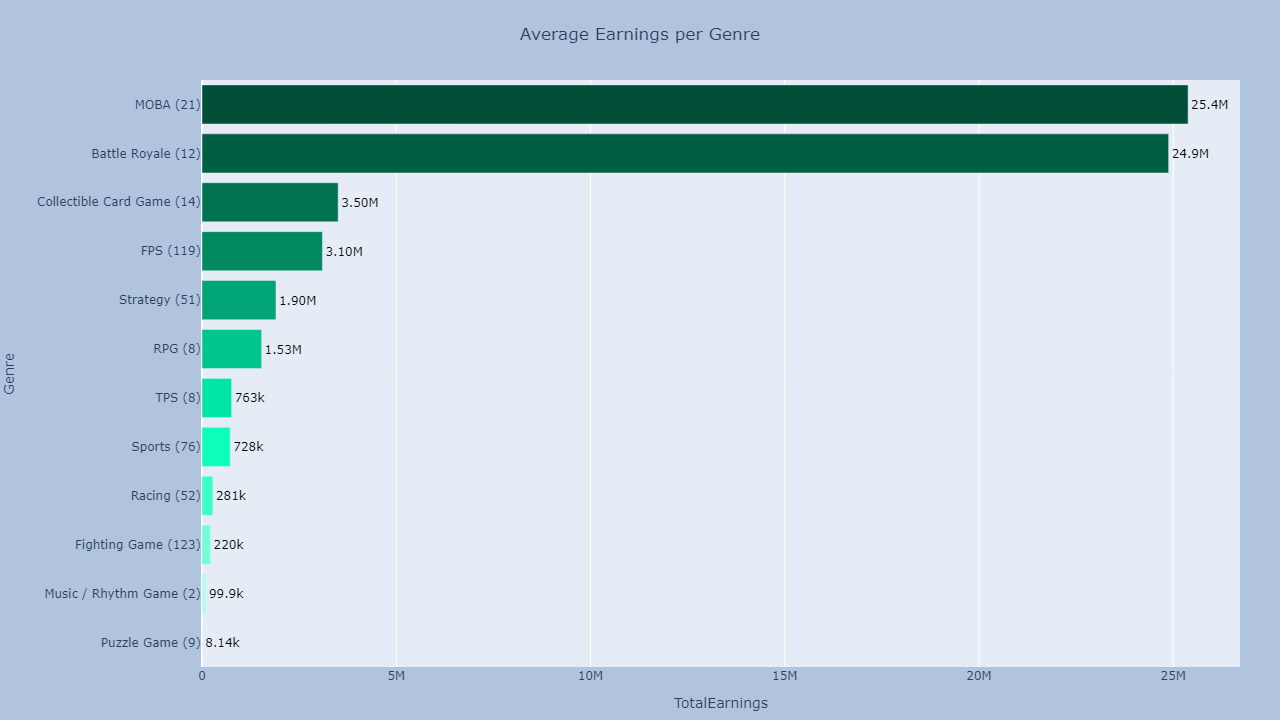 Average Earnings per Genre
MOBA (21) 25.4M
Battle Royale (12) 24.9M
Collectible Card Game (14) 3.50M
FPS (119) 3.10M
Strategy (51) 1.90M
RPG (8) 1.53M
TPS (8) 763k
Sports (76) 728k
Racing (52) 281k
Fighting Game (123) 220k
Music / Rhythm Game (2) 99.9k
Puzzle Game (9) 8.14k
Genre
0 5M 10M 15M 20M 25M
TotalEarnings